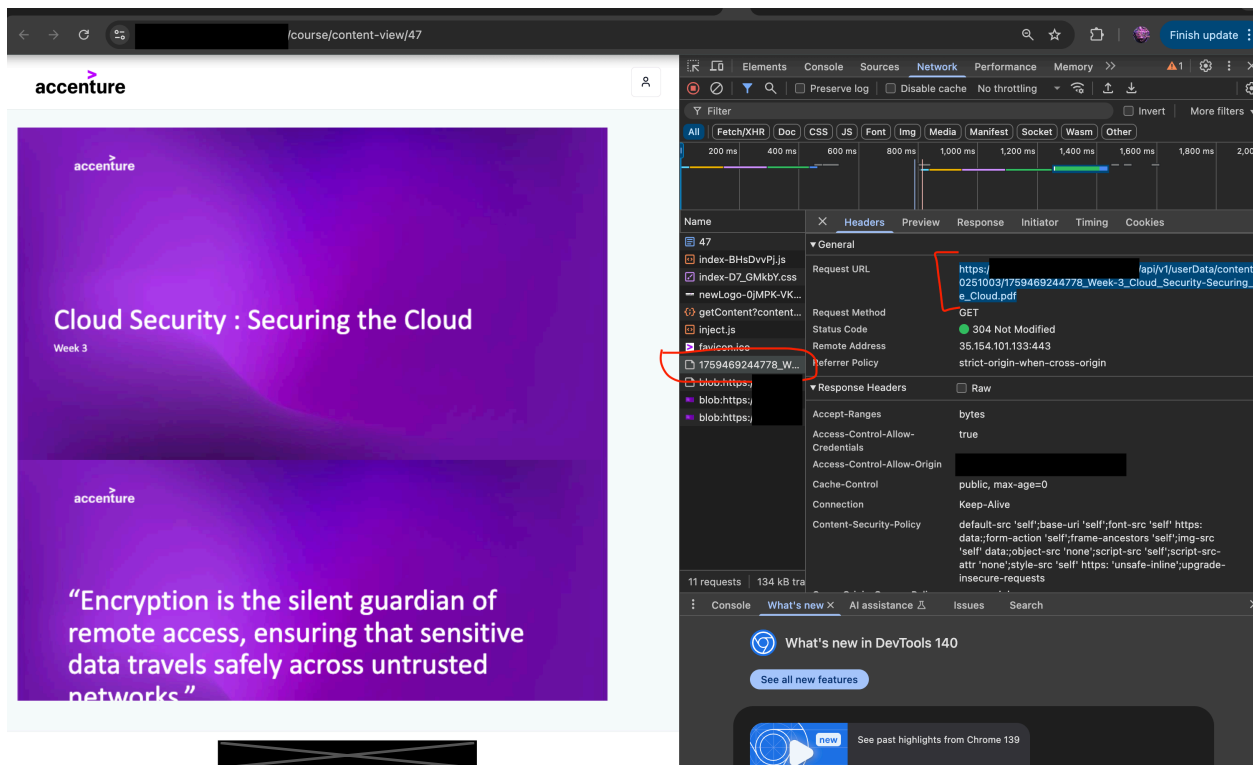 /course/content-view/47
Finish update
accenture
accenture
Cloud Security : Securing the Cloud
Week 3
accenture
“Encryption is the silent guardian of
remote access, ensuring that sensitive
data travels safely across untrusted
networks.”
Elements Console Sources Network Performance Memory 1
Preserve log Disable cache No throttling
Filter Invert More filters
All Fetch/XHR Doc CSS JS Font Img Media Manifest Socket Wasm Other
200 ms 400 ms 600 ms 800 ms 1,000 ms 1,200 ms 1,400 ms 1,600 ms 1,800 ms 2,00
Name
47
index-BHsDvvPj.js
index-D7_GMkbY.css
newLogo-0jMPK-VK...
getContent?content...
inject.js
favicon.ico
1759469244778_W...
blob:https:/
blob:https:/
blob:https:/
11 requests 134 kB tra
Headers Preview Response Initiator Timing Cookies
General
Request URL https:/ /api/v1/userData/content
0251003/1759469244778_Week-3_Cloud_Security-Securing_
e_Cloud.pdf
Request Method GET
Status Code 304 Not Modified
Remote Address 35.154.101.133:443
Referrer Policy strict-origin-when-cross-origin
Response Headers Raw
Accept-Ranges bytes
Access-Control-Allow- true
Credentials
Access-Control-Allow-Origin
Cache-Control public, max-age=0
Connection Keep-Alive
Content-Security-Policy default-src 'self';base-uri 'self';font-src 'self' https:
data:;form-action 'self';frame-ancestors 'self';img-src
'self' data:;object-src 'none';script-src 'self';script-src-
attr 'none';style-src 'self' https: 'unsafe-inline';upgrade-
insecure-requests
Console What's new AI assistance Issues Search
What's new in DevTools 140
See all new features
new See past highlights from Chrome 139